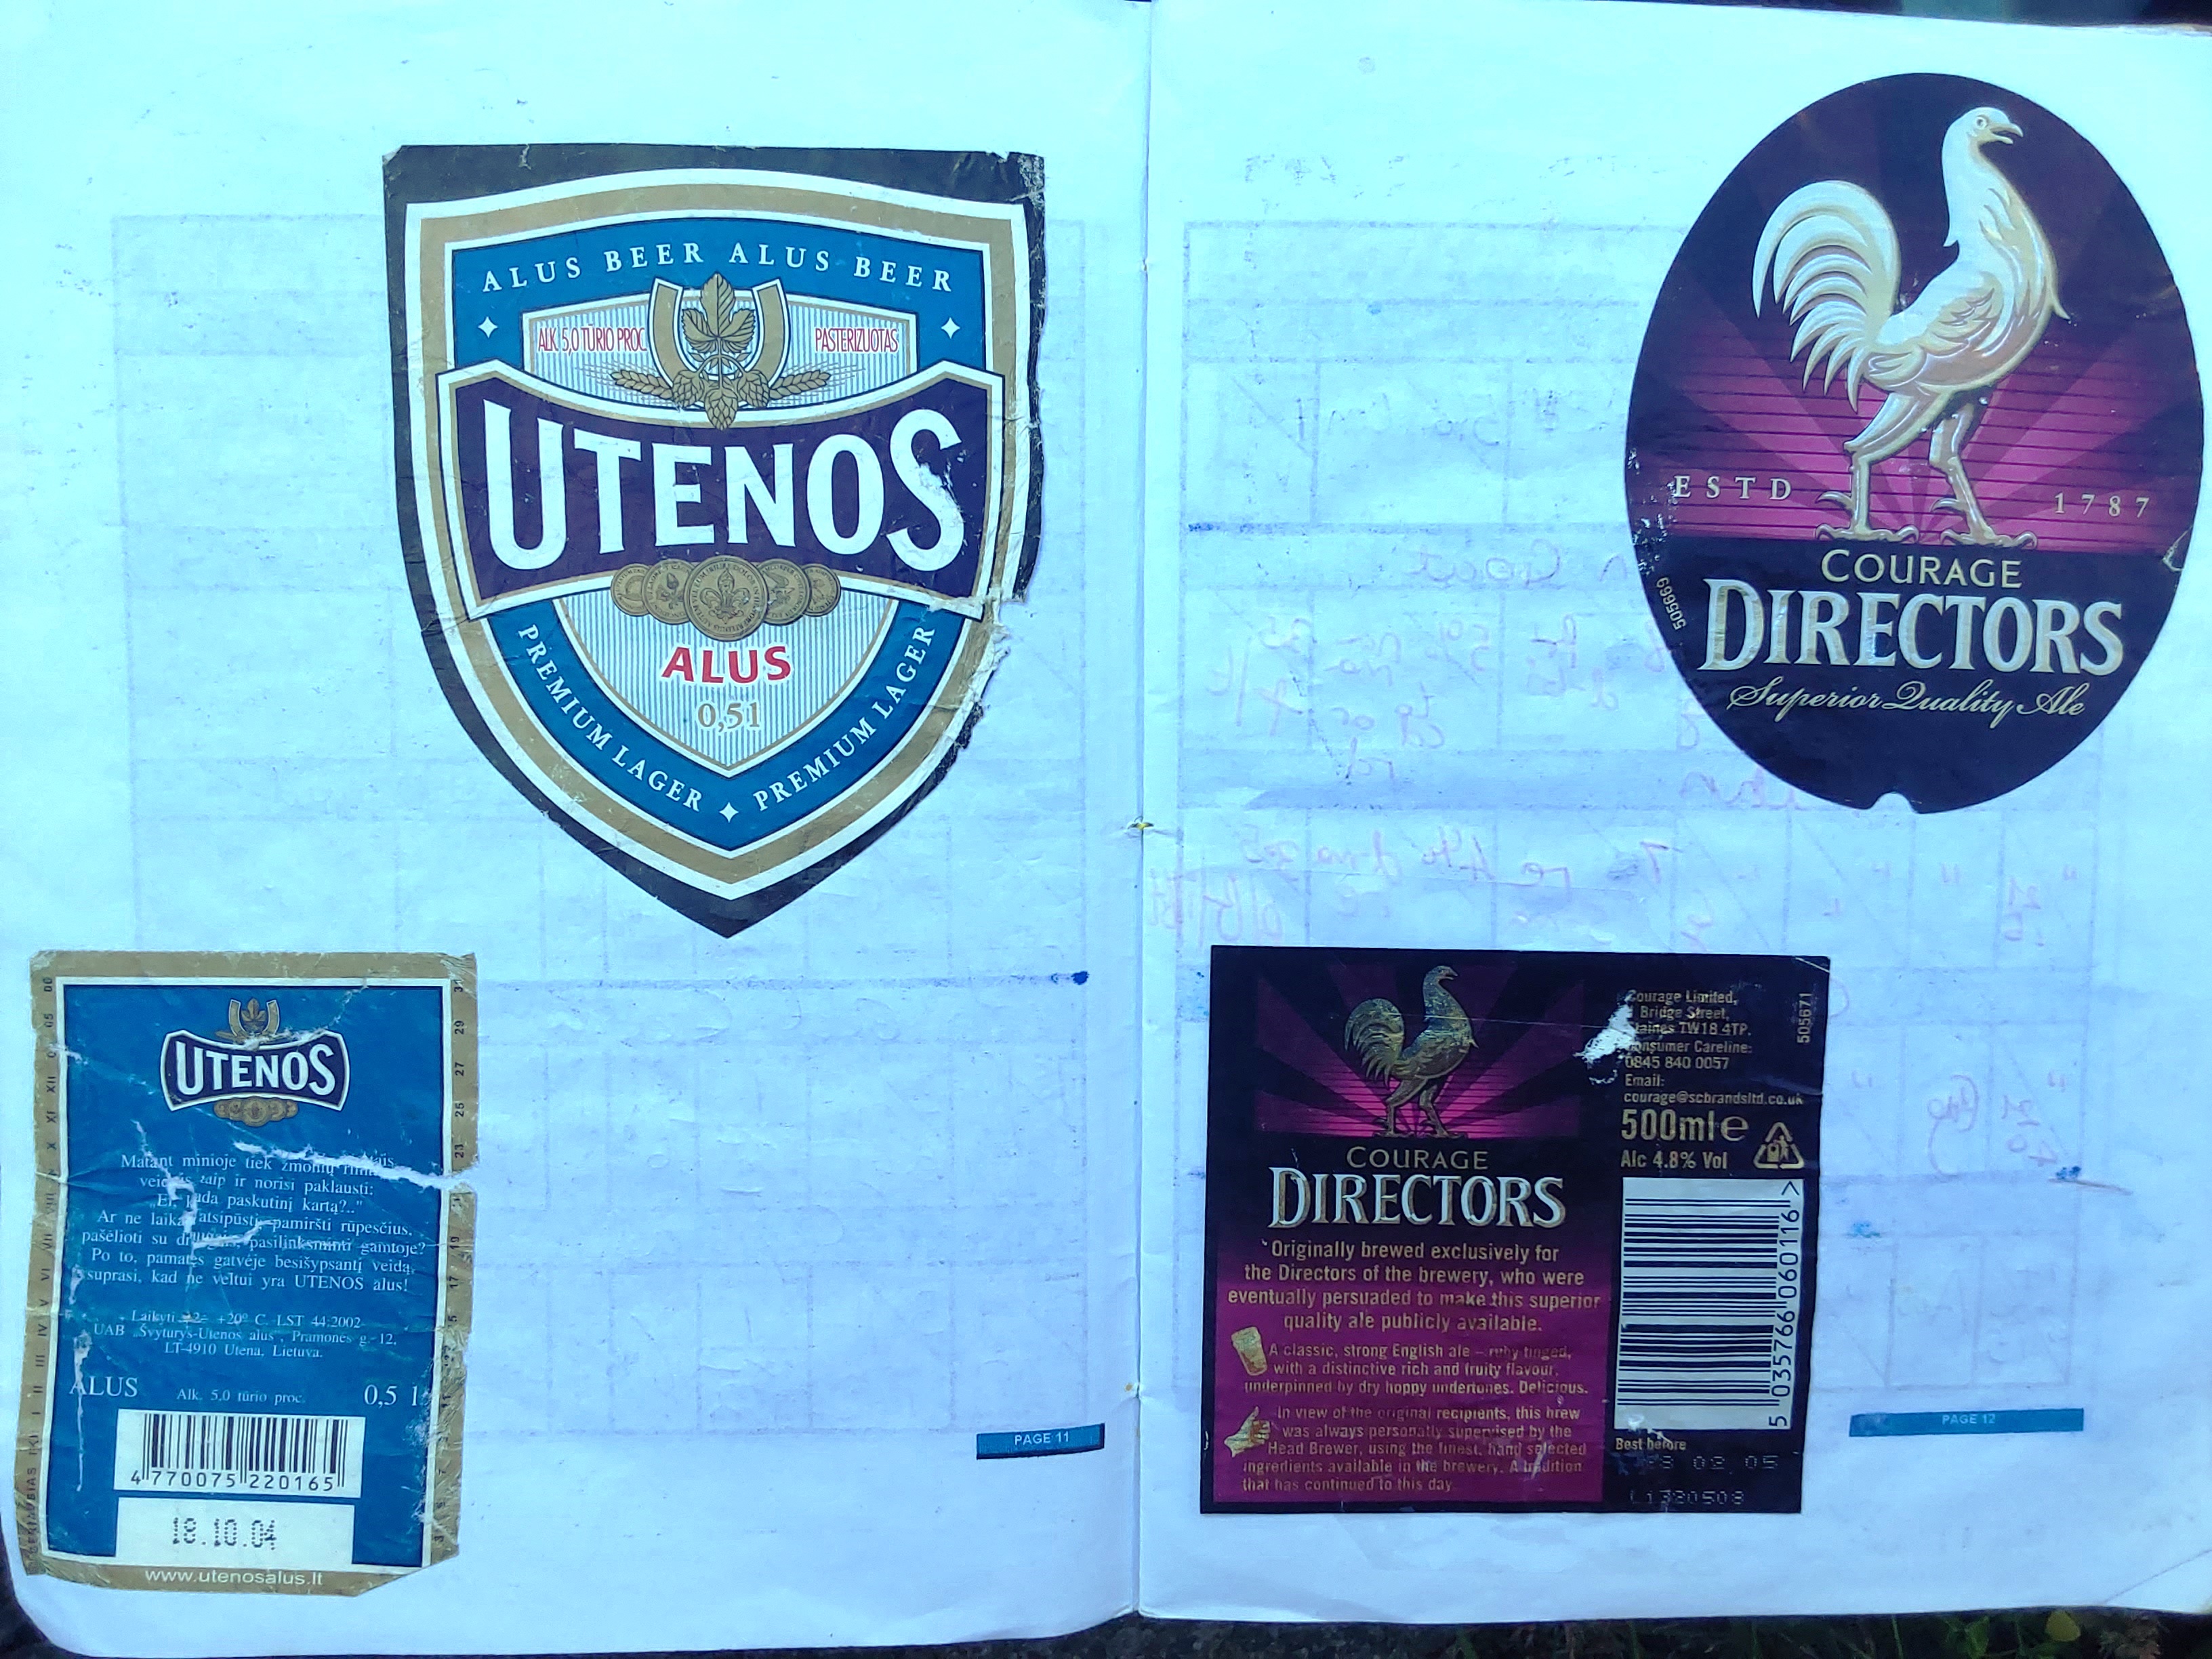 ALUS BEER ALUS BEER
ALK. 5,0 TŪRIO PROC.
PASTERIZUOTAS
UTENOS
ALUS
0,5l
PREMIUM LAGER ✦ PREMIUM LAGER
UTENOS
Matant minioje tiek žmonių
ir norisi paklausti:
paskutinį kartą?.."
Ar ne laikas atsipūsti, pamiršti rūpesčius,
pašėlioti su draugais, pasilinksminti gamtoje?
Po to, pamatęs gatvėje besišypsantį veidą,
suprasi, kad ne veltui yra UTENOS alus!
Laikyti +20° C. LST 44:2002
UAB „Švyturys-Utenos alus", Pramonės g. 12,
LT-4910 Utena, Lietuva.
ALUS Alk. 5,0 tūrio proc. 0,5 l
4 770075 220165
18.10.04
www.utenosalus.lt
PAGE 11
ESTD 1787
COURAGE
DIRECTORS
Superior Quality Ale
505669
COURAGE
DIRECTORS
Originally brewed exclusively for
the Directors of the brewery, who were
eventually persuaded to make this superior
quality ale publicly available.
A classic, strong English ale – ruby tinged,
with a distinctive rich and fruity flavour,
underpinned by dry hoppy undertones. Delicious.
In view of the original recipients, this brew
was always personally supervised by the
Head Brewer, using the finest, hand selected
ingredients available in the brewery. A tradition
that has continued to this day.
Courage Limited,
Bridge Street,
Staines TW18 4TP.
Consumer Careline:
0845 840 0057
Email:
courage@scbrandsltd.co.uk
500ml e
Alc 4.8% Vol
505671
5 035766 060116 >
Best before
02 05
PAGE 12